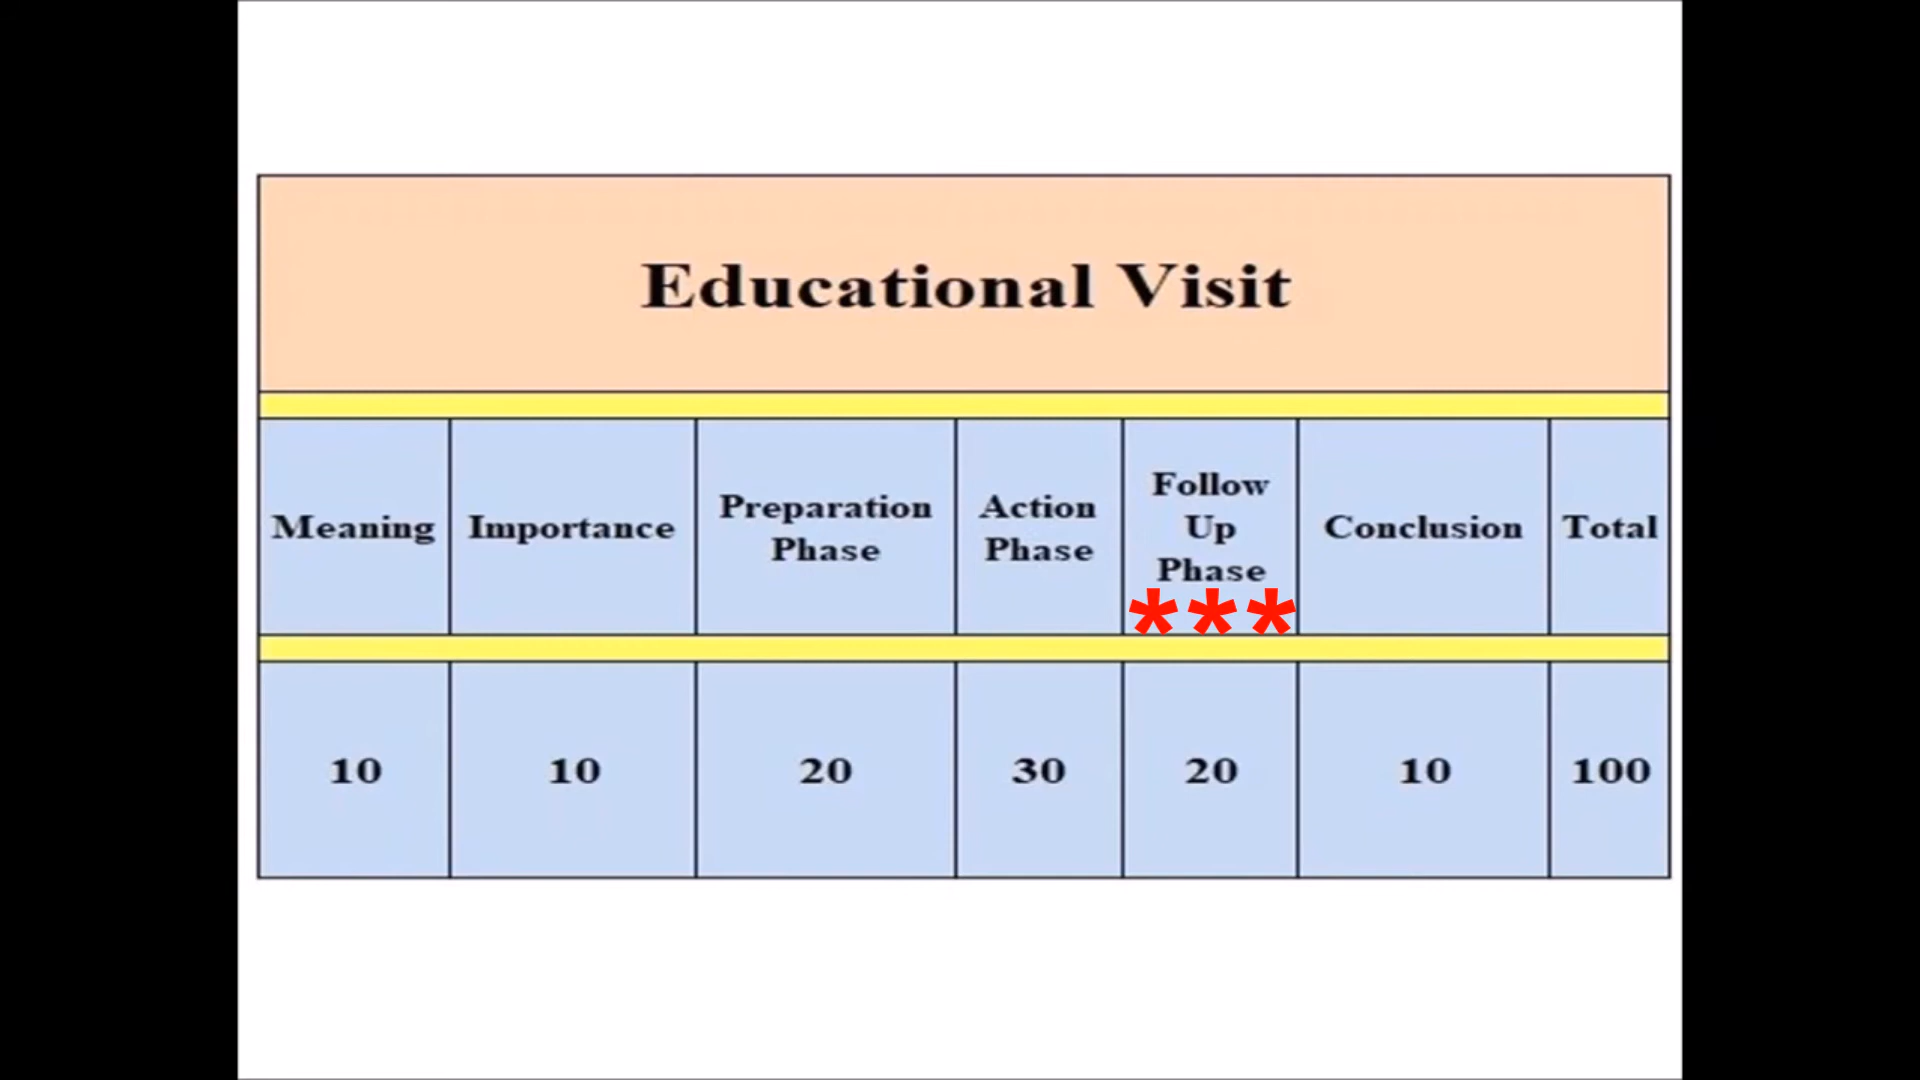 Educational Visit
Meaning
Importance
Preparation
Phase
Action
Phase
Follow
Up
Phase
***
Conclusion
Total
10
10
20
30
20
10
100